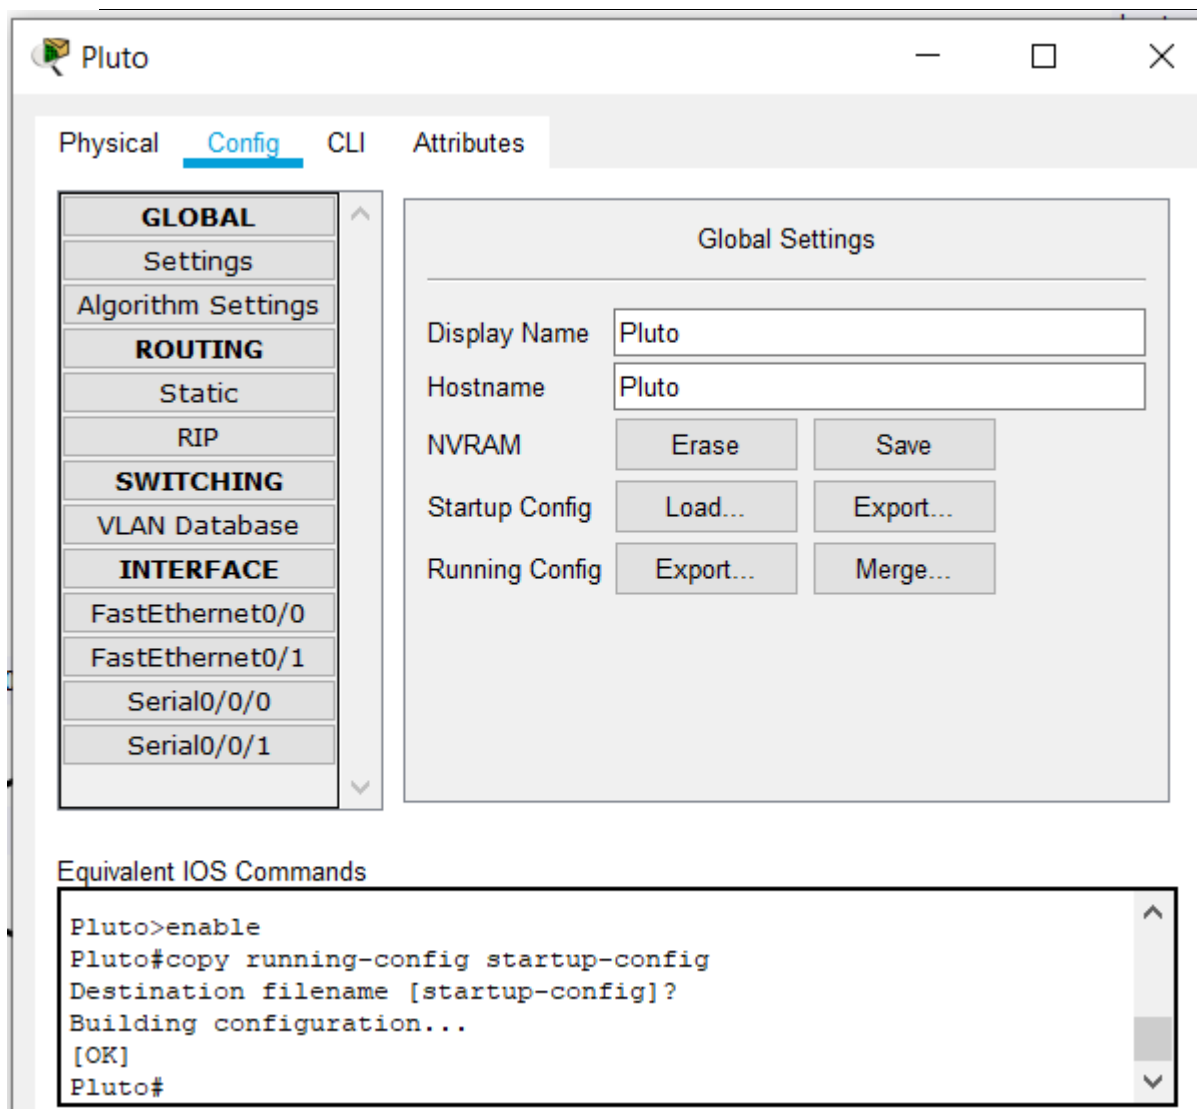 Pluto
Physical Config CLI Attributes
GLOBAL
Settings
Algorithm Settings
ROUTING
Static
RIP
SWITCHING
VLAN Database
INTERFACE
FastEthernet0/0
FastEthernet0/1
Serial0/0/0
Serial0/0/1
Global Settings
Display Name Pluto
Hostname Pluto
NVRAM Erase Save
Startup Config Load... Export...
Running Config Export... Merge...
Equivalent IOS Commands
Pluto>enable
Pluto#copy running-config startup-config
Destination filename [startup-config]?
Building configuration...
[OK]
Pluto#